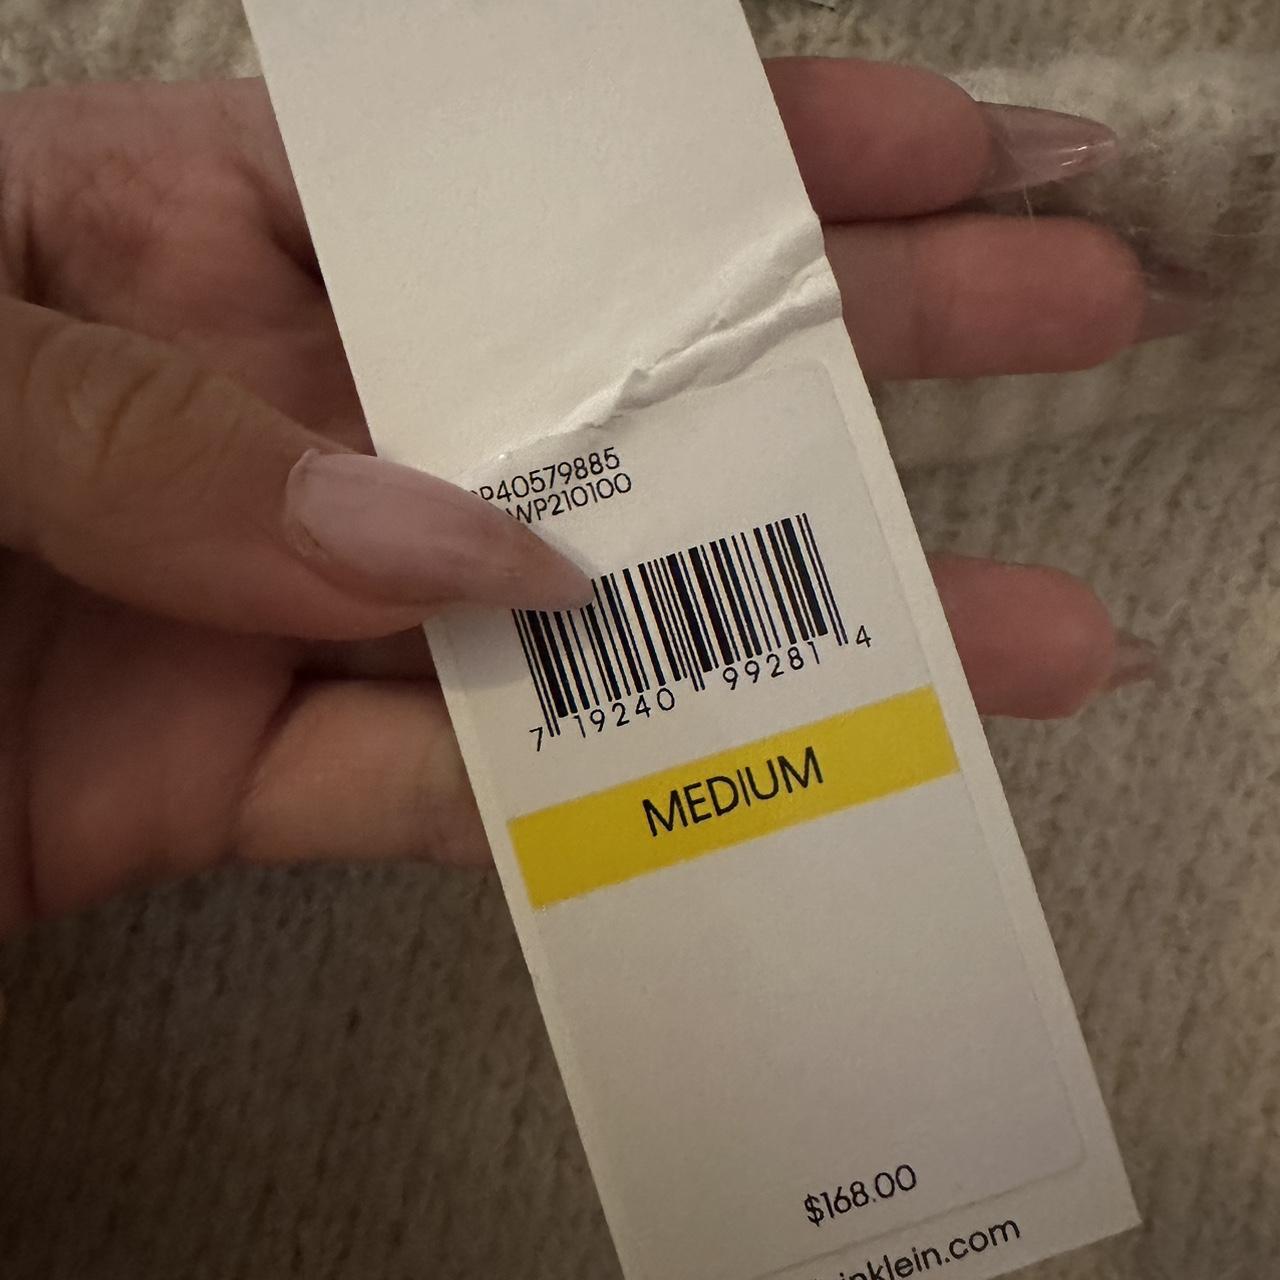 P40579885
WP210100
7 19240 99281 4
MEDIUM
$168.00
inklein.com